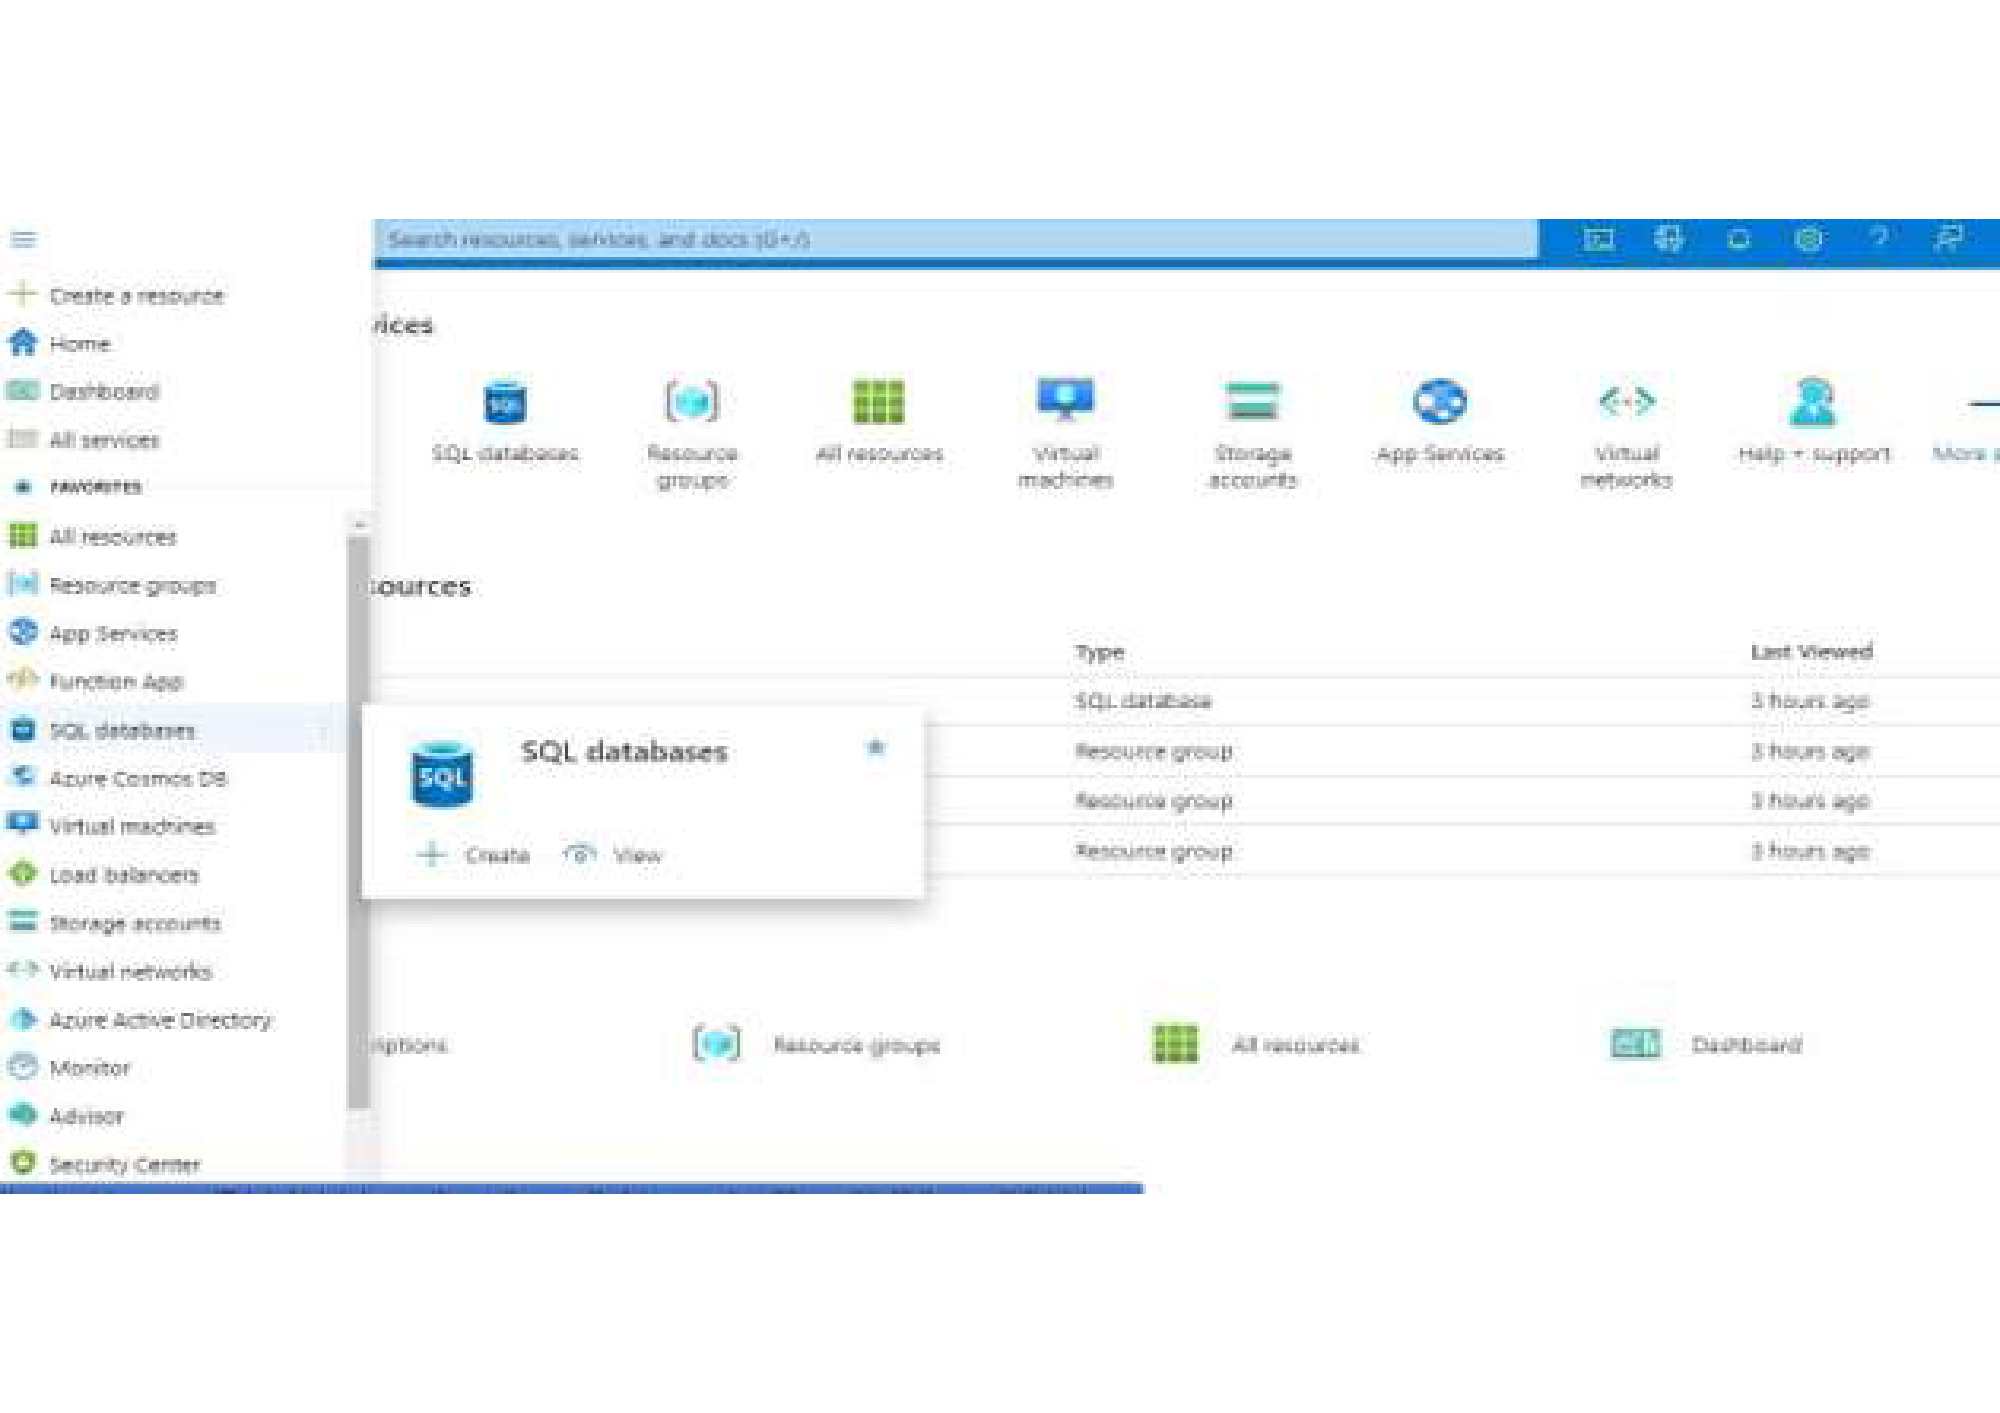 Search resources, services, and docs (G+/)
Create a resource
Home
Dashboard
All services
FAVORITES
All resources
Resource groups
App Services
Function App
SQL databases
Azure Cosmos DB
Virtual machines
Load balancers
Storage accounts
Virtual networks
Azure Active Directory
Monitor
Advisor
Security Center
vices
SQL databases
Resource
groups
All resources
Virtual
machines
Storage
accounts
App Services
Virtual
networks
Help + support
More
sources
Type
Last Viewed
SQL database
3 hours ago
Resource group
3 hours ago
Resource group
3 hours ago
Resource group
3 hours ago
SQL
SQL databases
Create
View
iptions
Resource groups
All resources
Dashboard